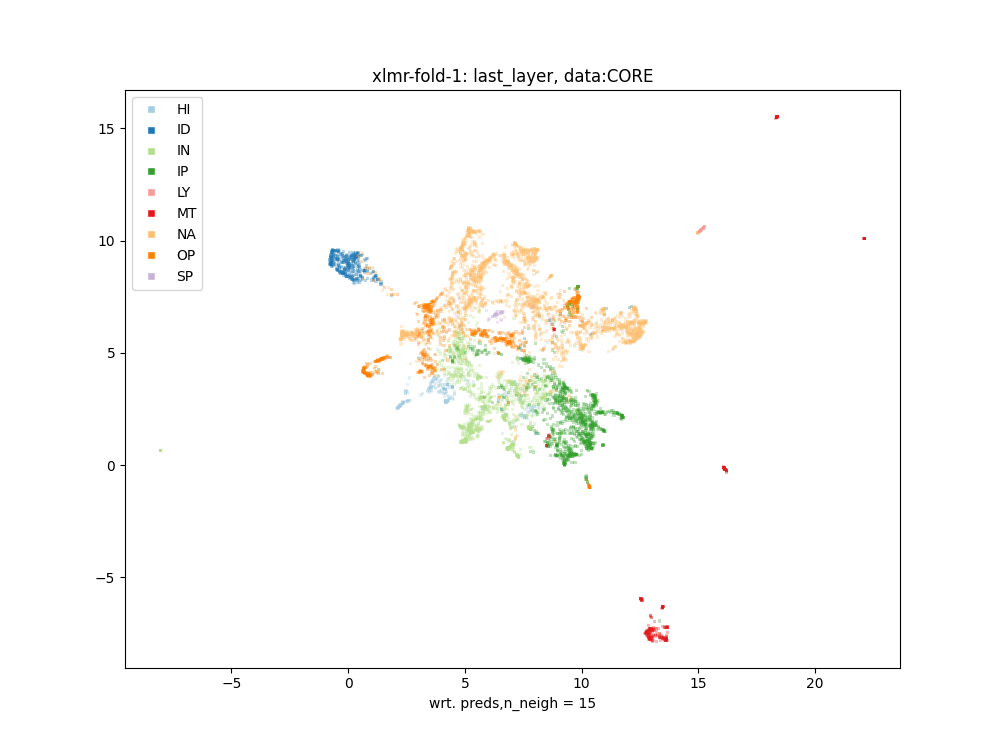 xlmr-fold-1: last_layer, data:CORE
HI
ID
IN
IP
LY
MT
NA
OP
SP
15
10
5
0
−5
−5
0
5
10
15
20
wrt. preds,n_neigh = 15